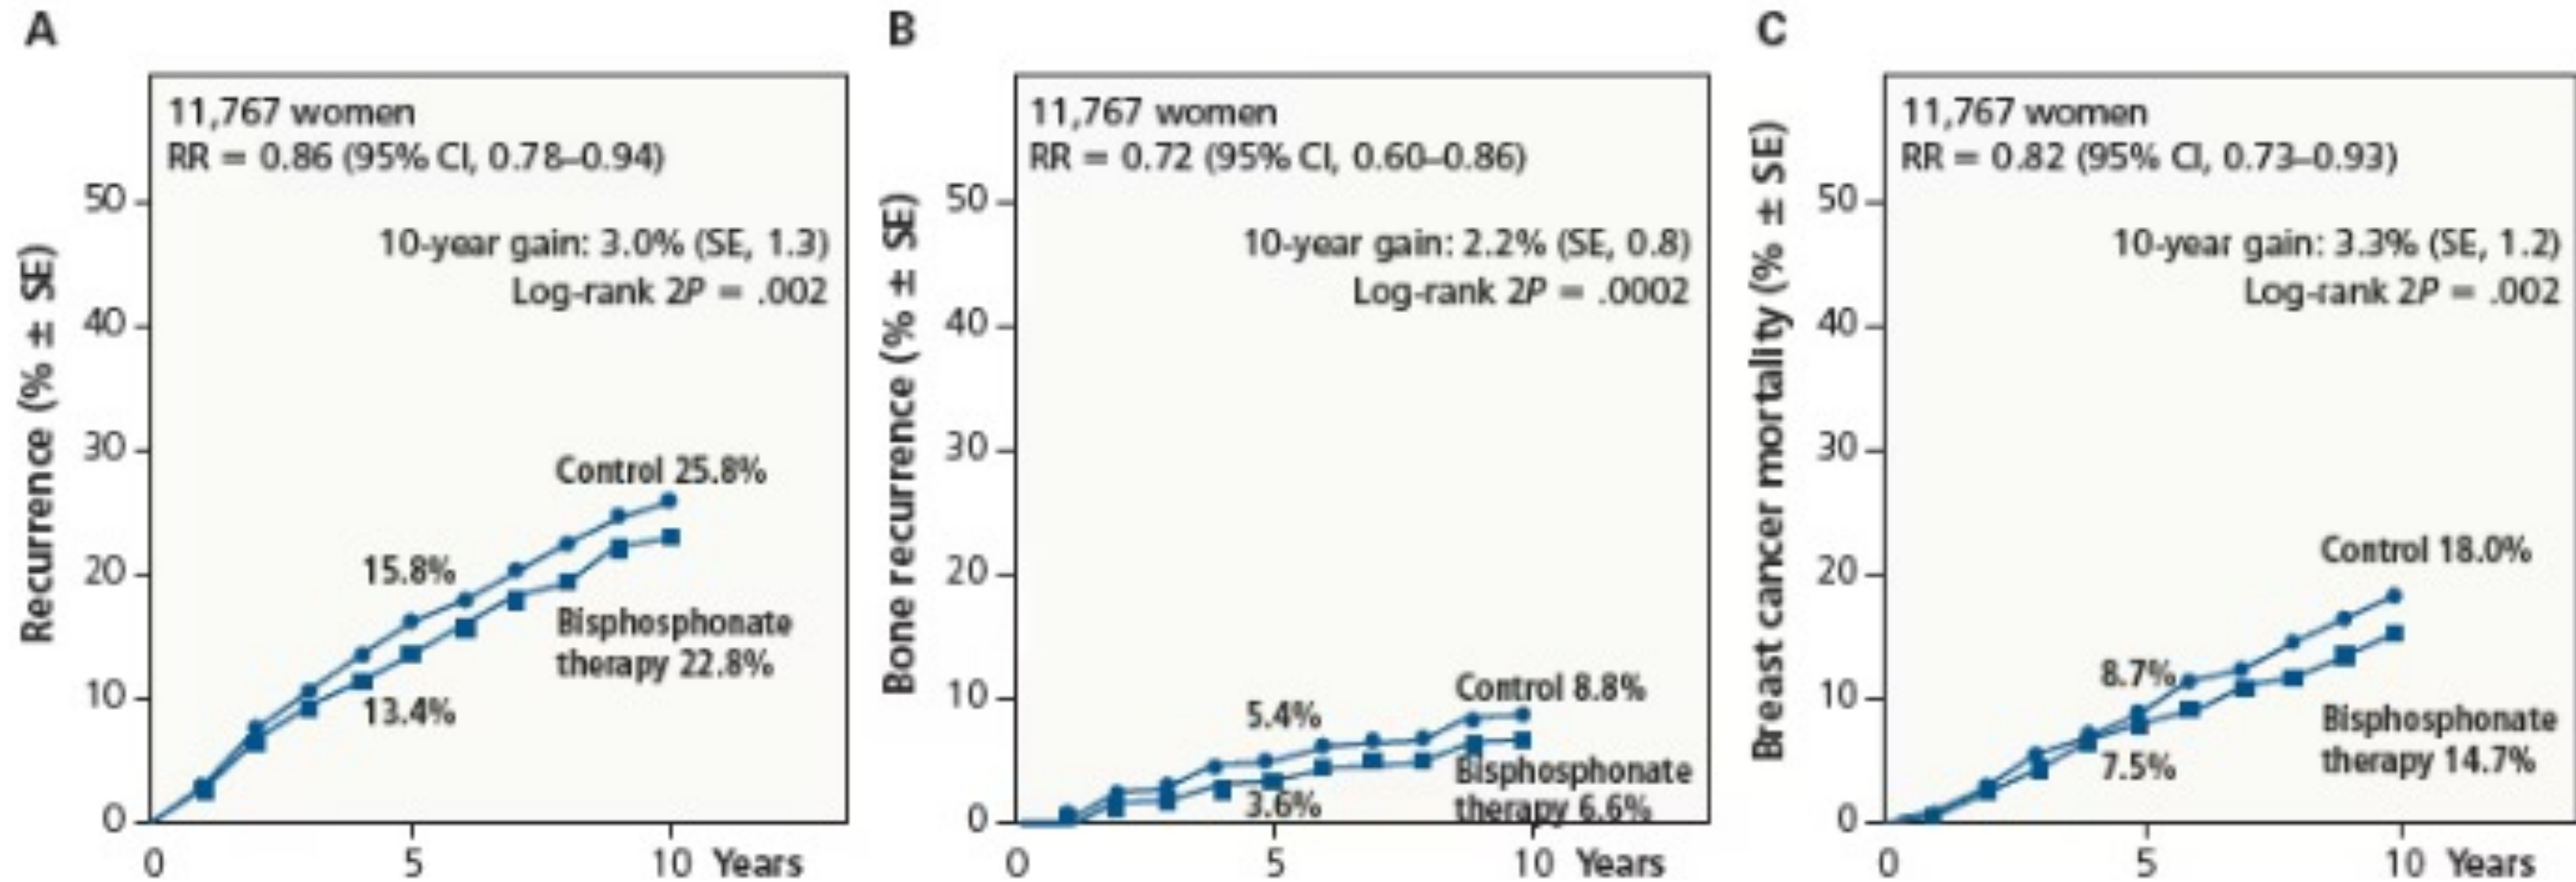 A
11,767 women
RR = 0.86 (95% CI, 0.78–0.94)
10-year gain: 3.0% (SE, 1.3)
Log-rank 2P = .002
Recurrence (% ± SE)
50
40
30
20
10
0
Control 25.8%
15.8%
Bisphosphonate
therapy 22.8%
13.4%
0 5 10 Years
B
11,767 women
RR = 0.72 (95% CI, 0.60–0.86)
10-year gain: 2.2% (SE, 0.8)
Log-rank 2P = .0002
Bone recurrence (% ± SE)
50
40
30
20
10
0
Control 8.8%
5.4%
Bisphosphonate
therapy 6.6%
3.6%
0 5 10 Years
C
11,767 women
RR = 0.82 (95% CI, 0.73–0.93)
10-year gain: 3.3% (SE, 1.2)
Log-rank 2P = .002
Breast cancer mortality (% ± SE)
50
40
30
20
10
0
Control 18.0%
8.7%
Bisphosphonate
therapy 14.7%
7.5%
0 5 10 Years